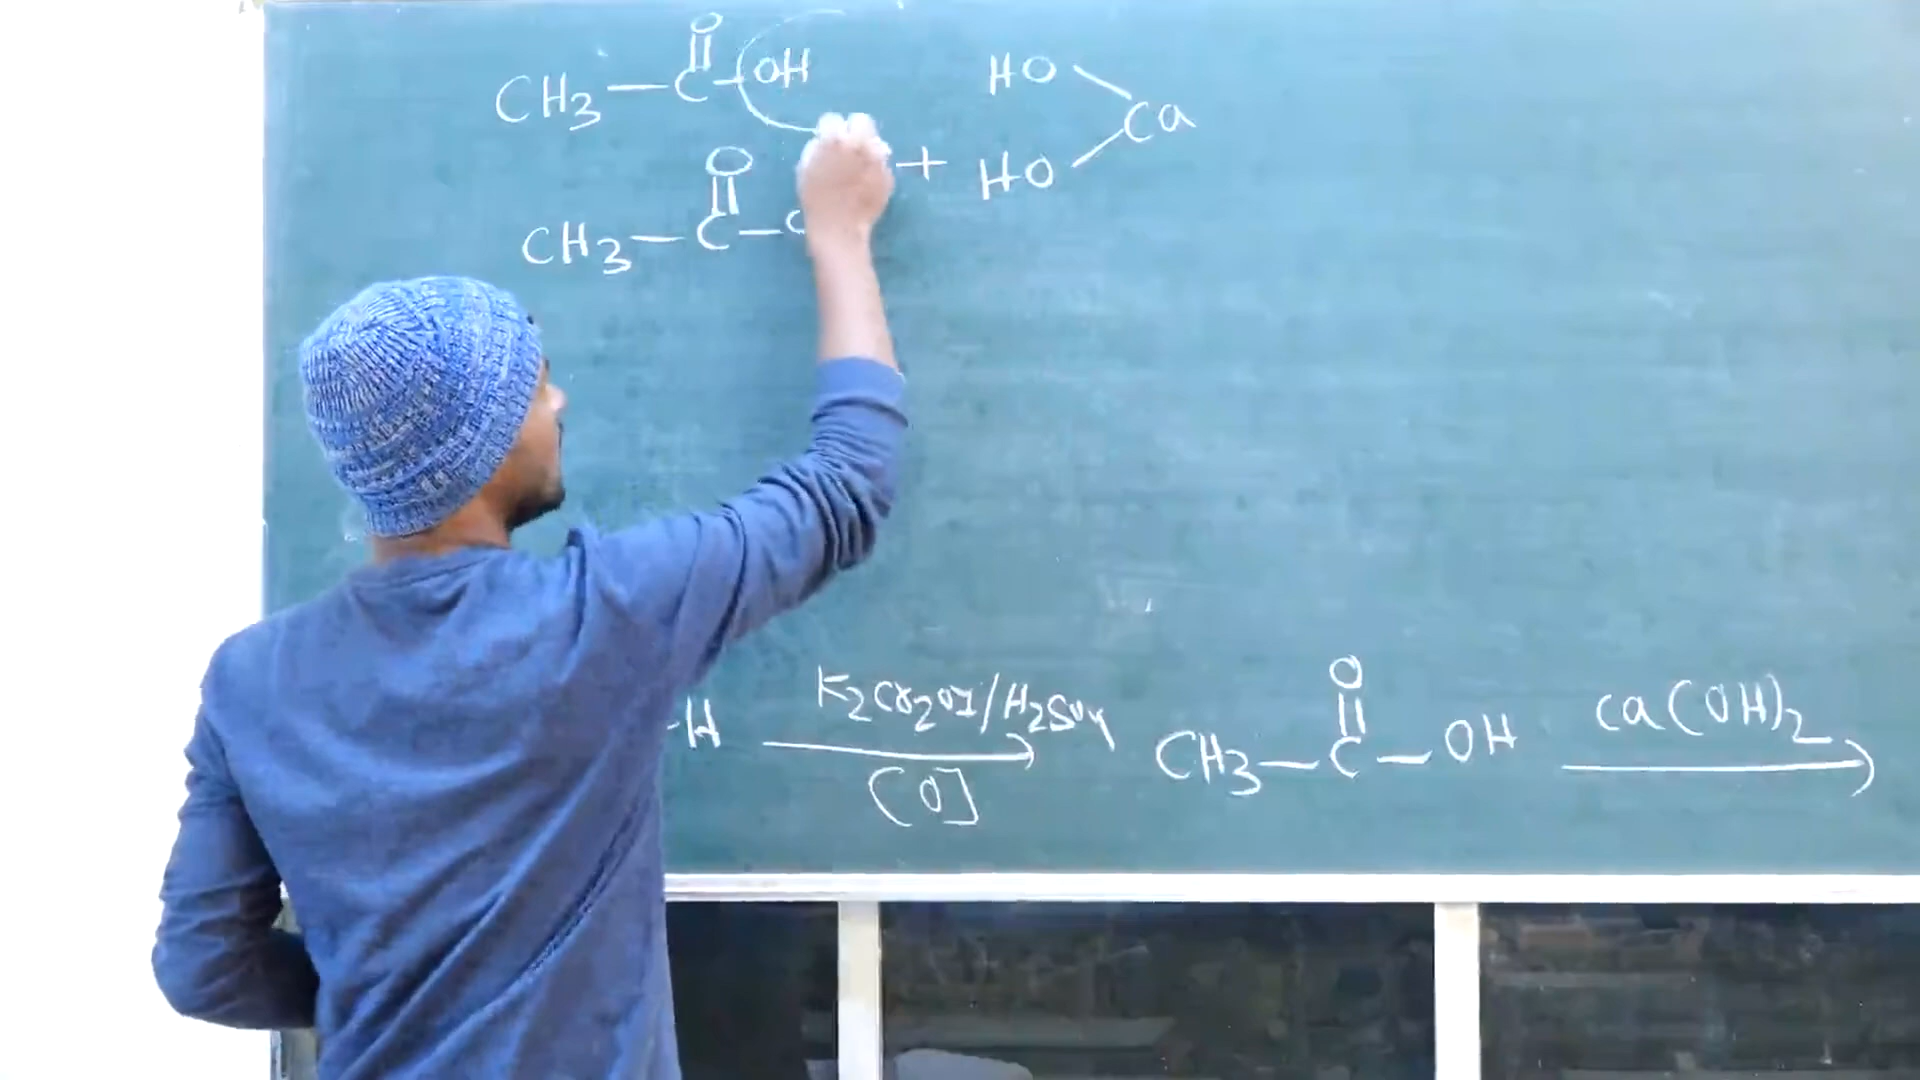 O
CH3—C—OH HO
Ca
+
O HO
CH3—C—
K2Cr2O7/H2SO4 O
-H CH3—C—OH Ca(OH)2
[O]